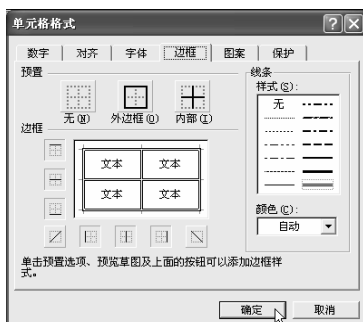 单元格格式
数字 对齐 字体 边框 图案 保护
预置
无(N) 外边框(O) 内部(I)
边框
文本 文本
文本 文本
线条
样式(S):
无
颜色(C):
自动
单击预置选项、预览草图及上面的按钮可以添加边框样
式。
确定 取消